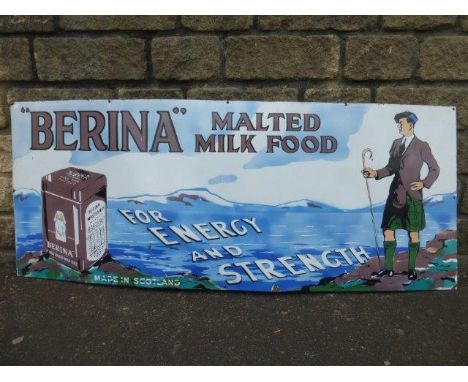 "BERINA" MALTED
MILK FOOD
FOR
ENERGY
AND
STRENGTH
BERINA
MADE IN SCOTLAND